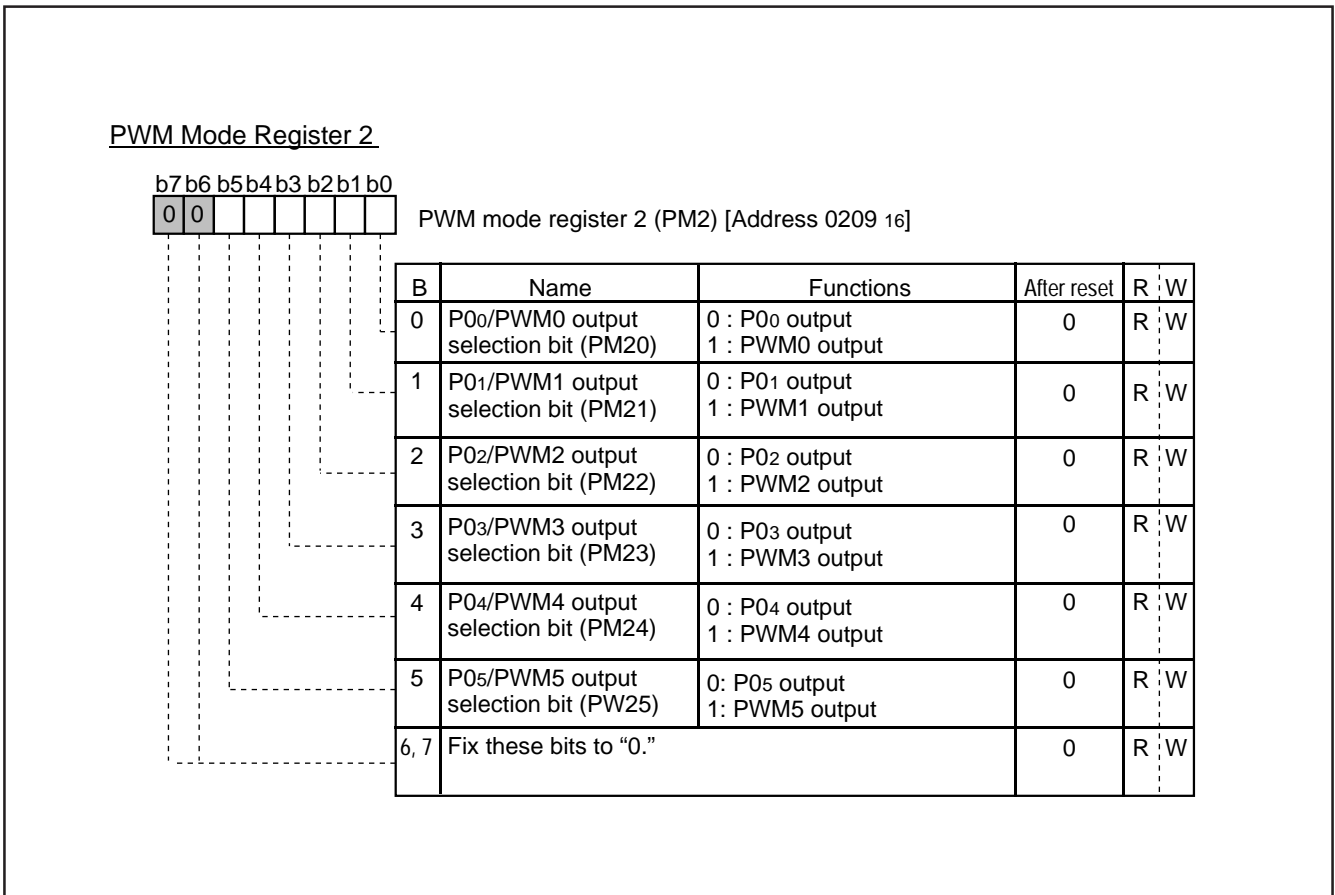 PWM Mode Register 2
b7 b6 b5 b4 b3 b2 b1 b0
0 0
PWM mode register 2 (PM2) [Address 0209 16]
B Name Functions After reset R W
0 P00/PWM0 output 0 : P00 output 0 R W
selection bit (PM20) 1 : PWM0 output
1 P01/PWM1 output 0 : P01 output 0 R W
selection bit (PM21) 1 : PWM1 output
2 P02/PWM2 output 0 : P02 output 0 R W
selection bit (PM22) 1 : PWM2 output
3 P03/PWM3 output 0 : P03 output 0 R W
selection bit (PM23) 1 : PWM3 output
4 P04/PWM4 output 0 : P04 output 0 R W
selection bit (PM24) 1 : PWM4 output
5 P05/PWM5 output 0: P05 output 0 R W
selection bit (PW25) 1: PWM5 output
6, 7 Fix these bits to “0.” 0 R W